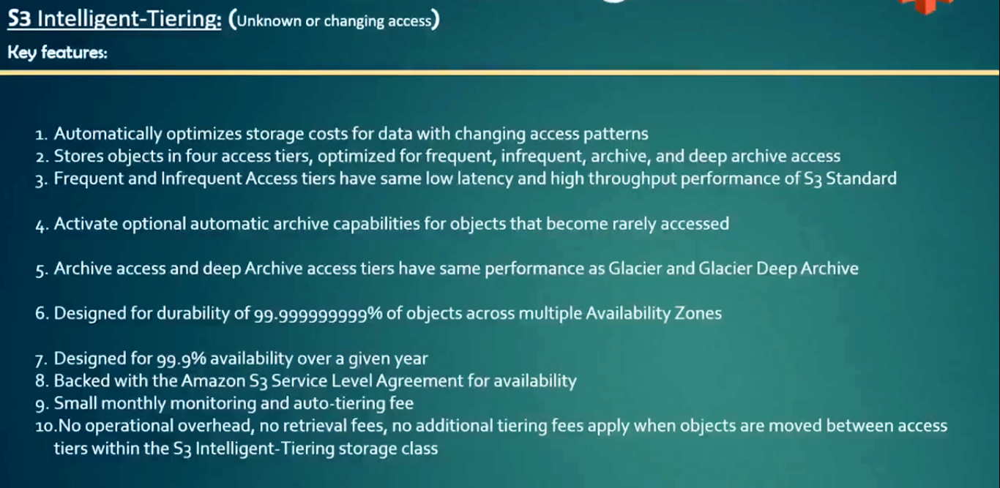 S3 Intelligent-Tiering: (Unknown or changing access)
Key features:
1. Automatically optimizes storage costs for data with changing access patterns
2. Stores objects in four access tiers, optimized for frequent, infrequent, archive, and deep archive access
3. Frequent and Infrequent Access tiers have same low latency and high throughput performance of S3 Standard
4. Activate optional automatic archive capabilities for objects that become rarely accessed
5. Archive access and deep Archive access tiers have same performance as Glacier and Glacier Deep Archive
6. Designed for durability of 99.999999999% of objects across multiple Availability Zones
7. Designed for 99.9% availability over a given year
8. Backed with the Amazon S3 Service Level Agreement for availability
9. Small monthly monitoring and auto-tiering fee
10.No operational overhead, no retrieval fees, no additional tiering fees apply when objects are moved between access
tiers within the S3 Intelligent-Tiering storage class